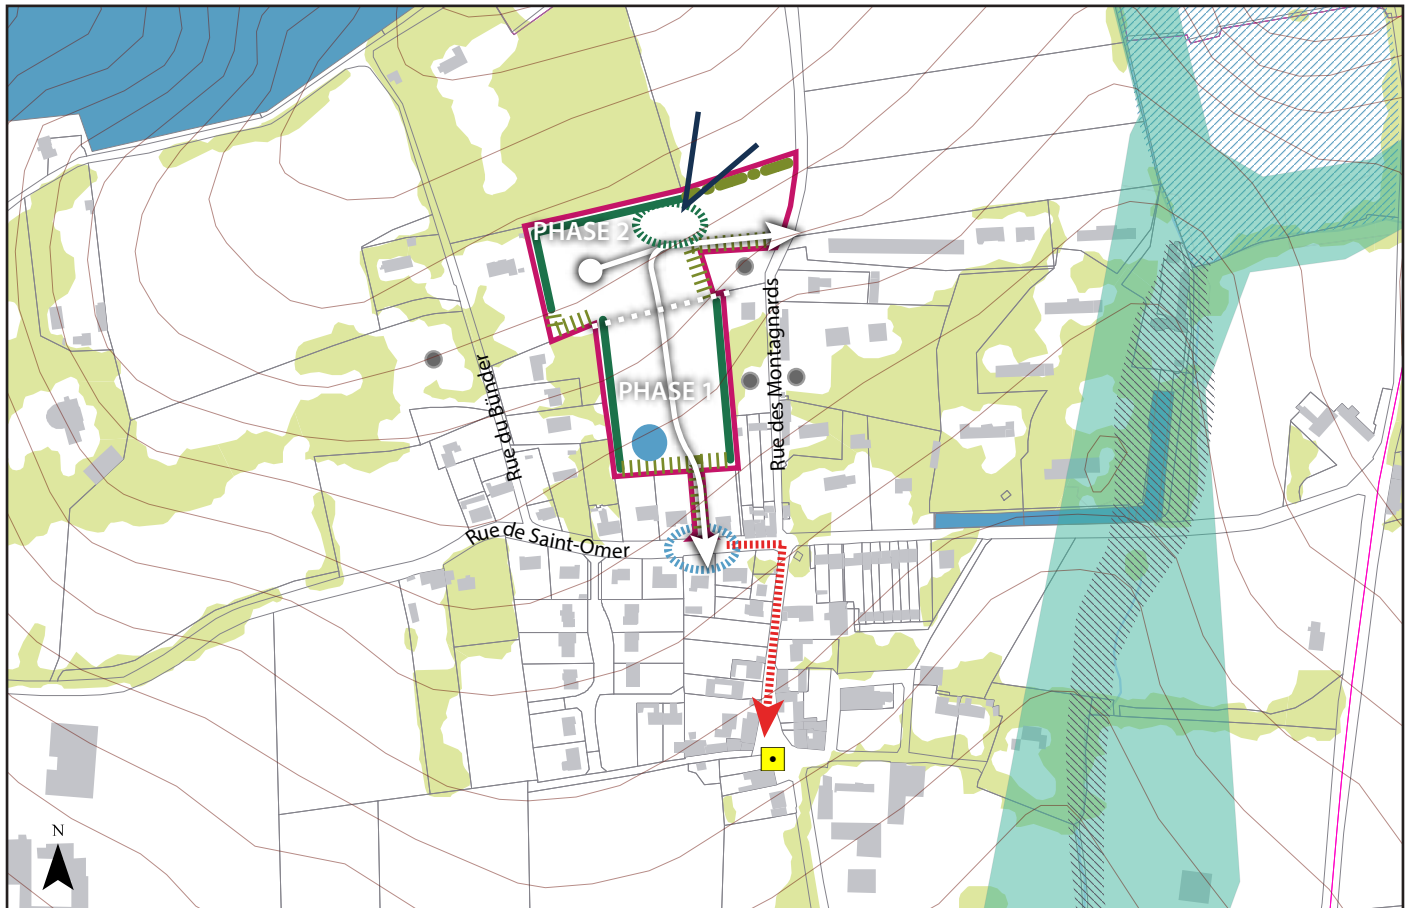 PHASE 2
Rue des Montagnards
Rue du Bünder
PHASE 1
Rue de Saint-Omer
N